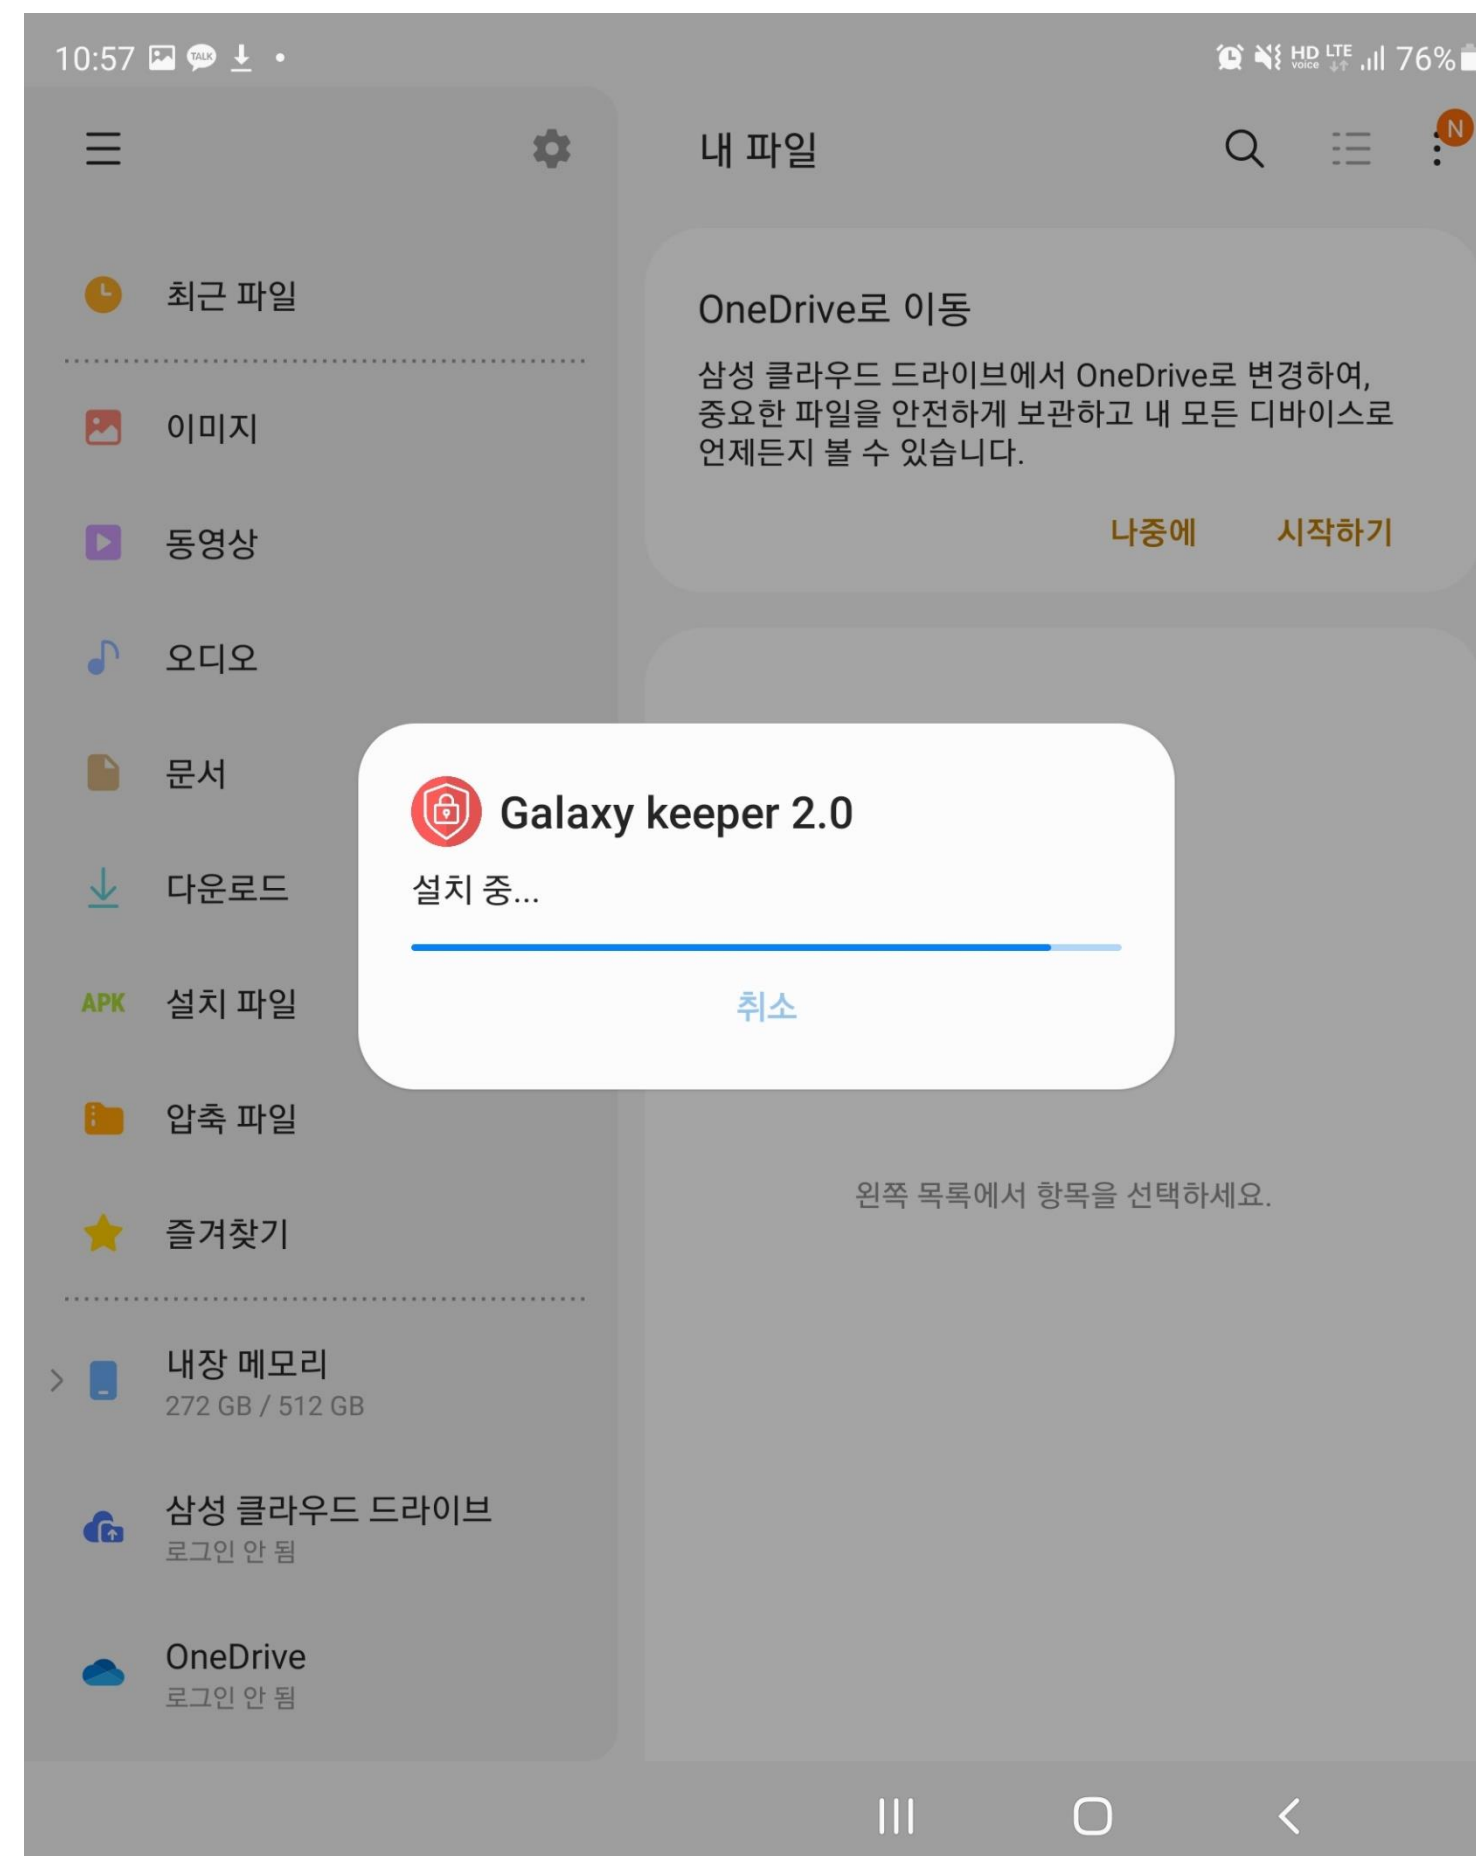 10:57 TALK HD voice LTE 76%
내 파일
N
최근 파일
이미지
동영상
오디오
문서
다운로드
APK 설치 파일
압축 파일
즐겨찾기
내장 메모리
272 GB / 512 GB
삼성 클라우드 드라이브
로그인 안 됨
OneDrive
로그인 안 됨
OneDrive로 이동
삼성 클라우드 드라이브에서 OneDrive로 변경하여,
중요한 파일을 안전하게 보관하고 내 모든 디바이스로
언제든지 볼 수 있습니다.
나중에 시작하기
Galaxy keeper 2.0
설치 중...
취소
왼쪽 목록에서 항목을 선택하세요.